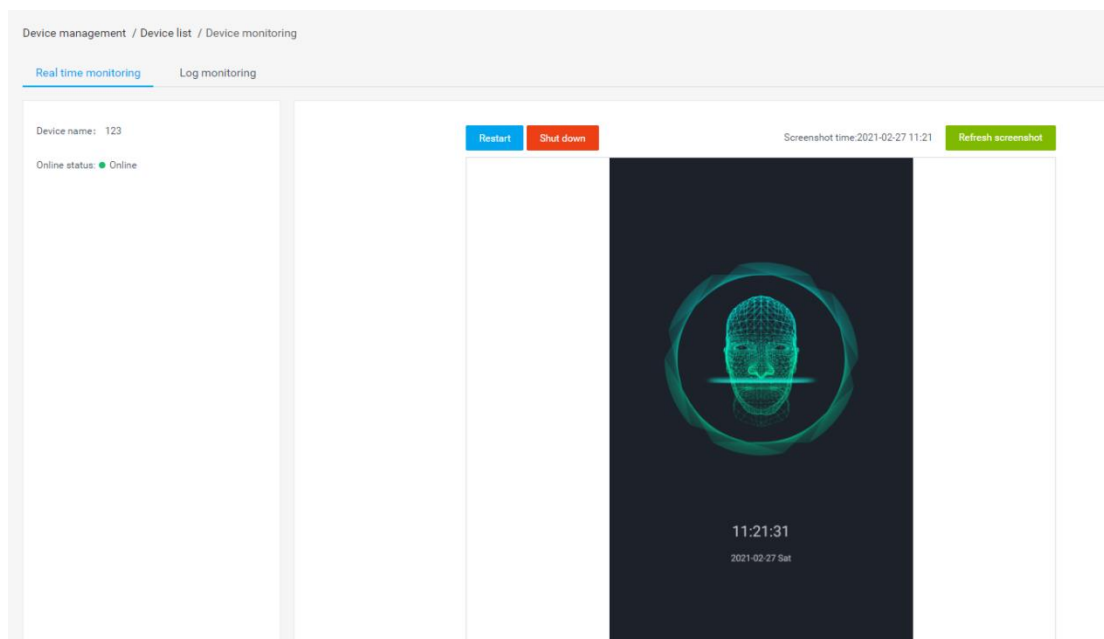 Device management / Device list / Device monitoring
Real time monitoring Log monitoring
Device name: 123
Restart Shut down Screenshot time:2021-02-27 11:21 Refresh screenshot
Online status: Online
11:21:31
2021-02-27 Sat